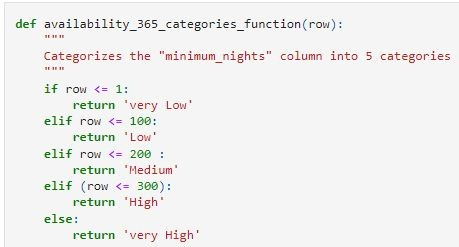 def availability_365_categories_function(row):
    """
    Categorizes the "minimum_nights" column into 5 categories
    """
    if row <= 1:
        return 'very Low'
    elif row <= 100:
        return 'Low'
    elif row <= 200 :
        return 'Medium'
    elif (row <= 300):
        return 'High'
    else:
        return 'very High'